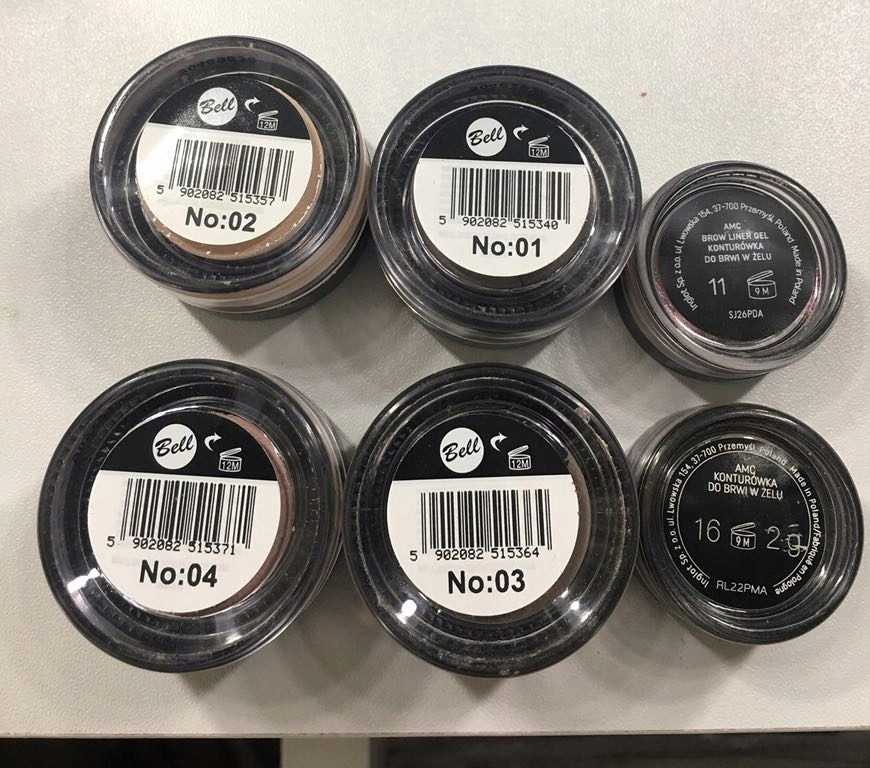 Bell
12M
5 902082 515357
No:02
Bell
12M
5 902082 515340
No:01
Inglot Sp. z o.o. ul. Lwowska 154, 37-700 Przemyśl, Poland Made in Poland
AMC
BROW LINER GEL
KONTURÓWKA
DO BRWI W ŻELU
11
9 M
SJ26PDA
Bell
12M
5 902082 515371
No:04
Bell
12M
5 902082 515364
No:03
Inglot Sp. z o.o. ul. Lwowska 154, 37-700 Przemyśl, Poland. Made in Poland/Fabriqué en Pologne
AMC
KONTURÓWKA
DO BRWI W ŻELU
16 9 M 2 g
RL22PMA